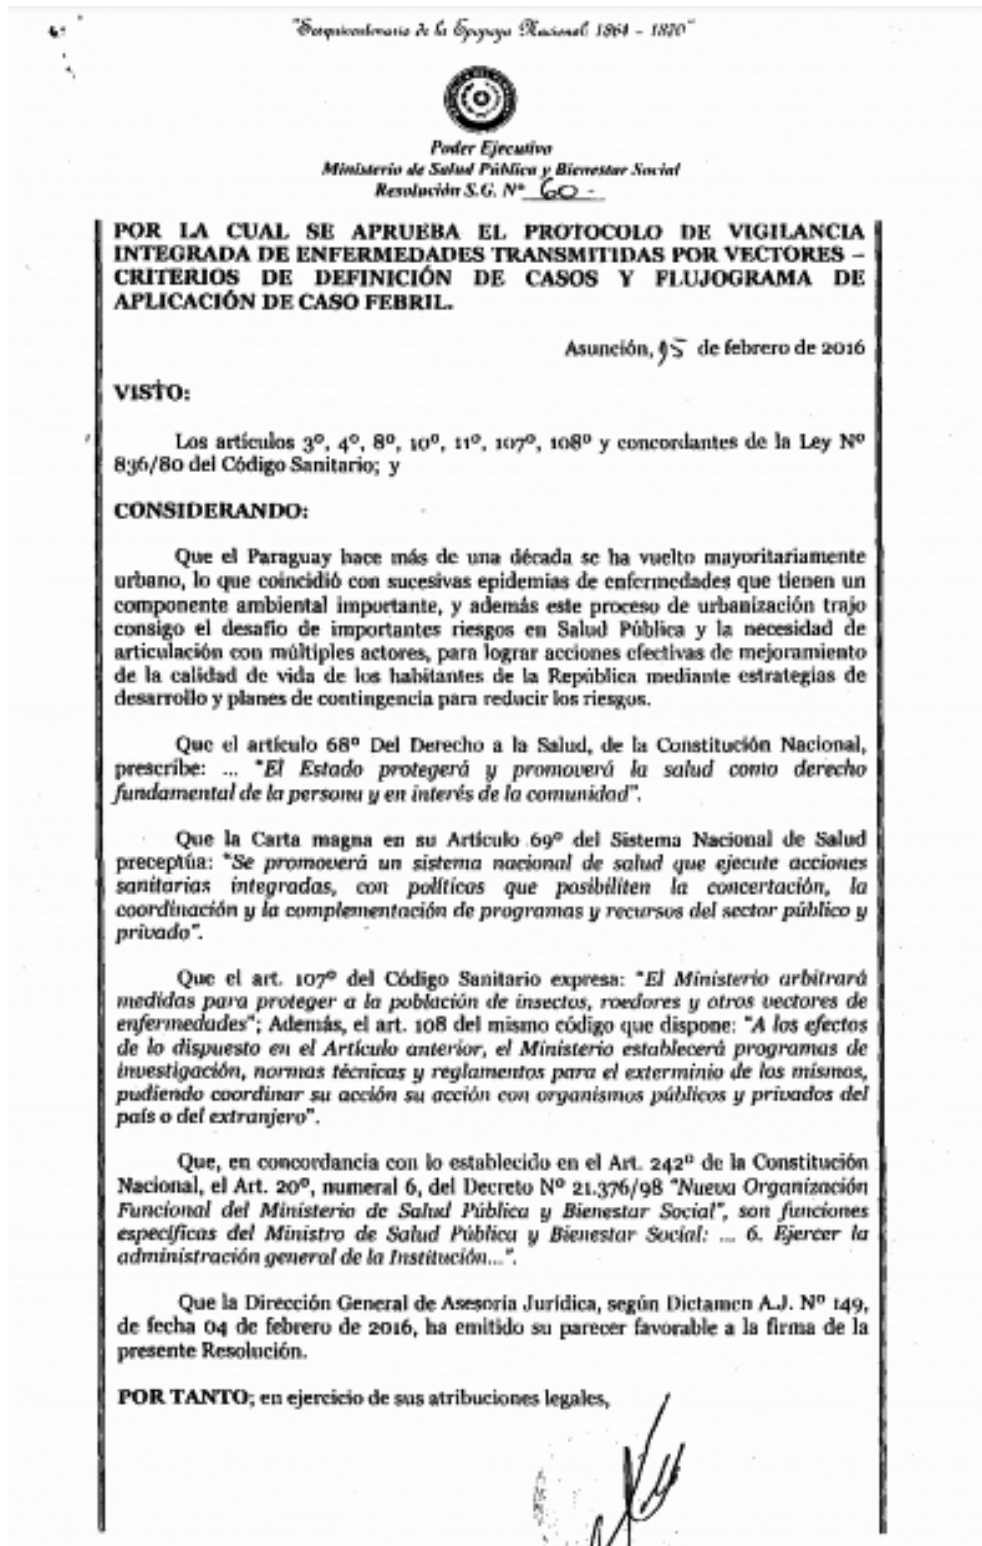 "Sesquicentenario de la Epopeya Nacional 1864 - 1870"
Poder Ejecutivo
Ministerio de Salud Pública y Bienestar Social
Resolución S.G. Nº 60-
POR LA CUAL SE APRUEBA EL PROTOCOLO DE VIGILANCIA
INTEGRADA DE ENFERMEDADES TRANSMITIDAS POR VECTORES –
CRITERIOS DE DEFINICIÓN DE CASOS Y FLUJOGRAMA DE
APLICACIÓN DE CASO FEBRIL.
Asunción, de febrero de 2016
VISTO:
Los artículos 3º, 4º, 8º, 10º, 11º, 107º, 108º y concordantes de la Ley Nº
836/80 del Código Sanitario; y
CONSIDERANDO:
Que el Paraguay hace más de una década se ha vuelto mayoritariamente
urbano, lo que coincidió con sucesivas epidemias de enfermedades que tienen un
componente ambiental importante, y además este proceso de urbanización trajo
consigo el desafío de importantes riesgos en Salud Pública y la necesidad de
articulación con múltiples actores, para lograr acciones efectivas de mejoramiento
de la calidad de vida de los habitantes de la República mediante estrategias de
desarrollo y planes de contingencia para reducir los riesgos.
Que el artículo 68º Del Derecho a la Salud, de la Constitución Nacional,
prescribe: ... "El Estado protegerá y promoverá la salud como derecho
fundamental de la persona y en interés de la comunidad".
Que la Carta magna en su Artículo 69º del Sistema Nacional de Salud
preceptúa: "Se promoverá un sistema nacional de salud que ejecute acciones
sanitarias integradas, con políticas que posibiliten la concertación, la
coordinación y la complementación de programas y recursos del sector público y
privado".
Que el art. 107º del Código Sanitario expresa: "El Ministerio arbitrará
medidas para proteger a la población de insectos, roedores y otros vectores de
enfermedades"; Además, el art. 108 del mismo código que dispone: "A los efectos
de lo dispuesto en el Artículo anterior, el Ministerio establecerá programas de
investigación, normas técnicas y reglamentos para el exterminio de los mismos,
pudiendo coordinar su acción su acción con organismos públicos y privados del
país o del extranjero".
Que, en concordancia con lo establecido en el Art. 242º de la Constitución
Nacional, el Art. 20º, numeral 6, del Decreto Nº 21.376/98 "Nueva Organización
Funcional del Ministerio de Salud Pública y Bienestar Social", son funciones
específicas del Ministro de Salud Pública y Bienestar Social: ... 6. Ejercer la
administración general de la Institución...".
Que la Dirección General de Asesoría Jurídica, según Dictamen A.J. Nº 149,
de fecha 04 de febrero de 2016, ha emitido su parecer favorable a la firma de la
presente Resolución.
POR TANTO; en ejercicio de sus atribuciones legales,